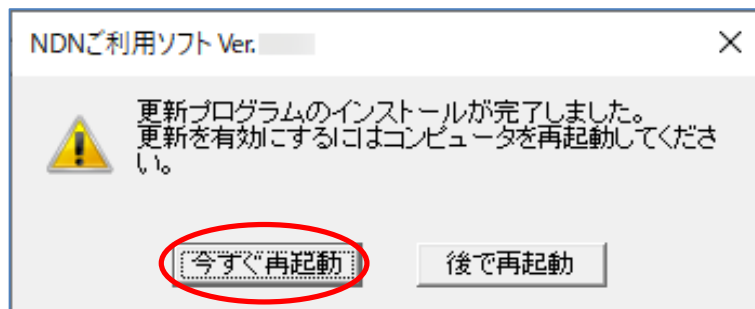 NDNご利用ソフト Ver.
更新プログラムのインストールが完了しました。
更新を有効にするにはコンピュータを再起動してくださ
い。
今すぐ再起動
後で再起動